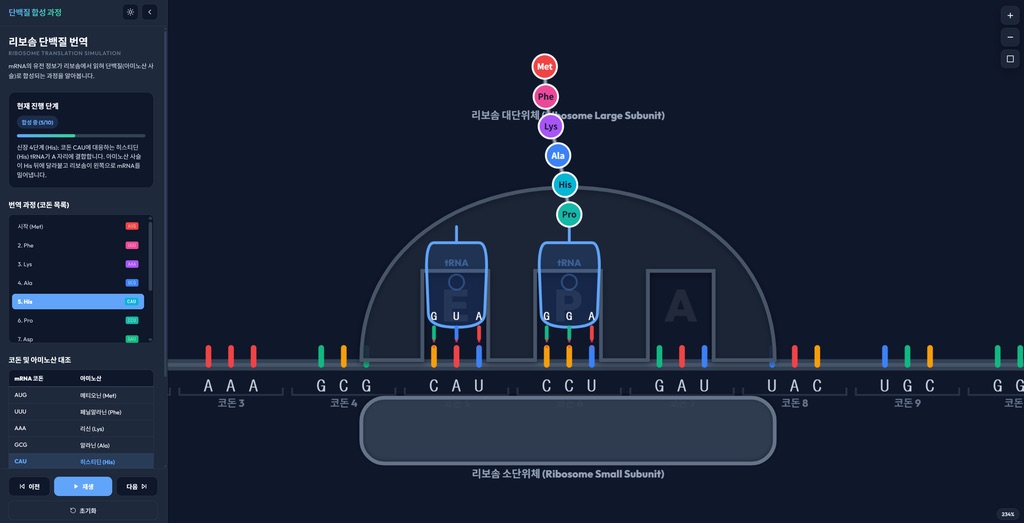 단백질 합성 과정
리보솜 단백질 번역
RIBOSOME TRANSLATION SIMULATION
mRNA의 유전 정보가 리보솜에서 읽혀 단백질(아미노산 사
슬)로 합성되는 과정을 알아봅니다.
현재 진행 단계
합성 중 (5/10)
신장 4단계 (His): 코돈 CAU에 대응하는 히스티딘
(His) tRNA가 A 자리에 결합합니다. 아미노산 사슬
이 His 뒤에 달라붙고 리보솜이 왼쪽으로 mRNA를
밀어냅니다.
번역 과정 (코돈 목록)
시작 (Met) AUG
2. Phe UUU
3. Lys AAA
4. Ala GCG
5. His CAU
6. Pro CCU
7. Asp GAU
코돈 및 아미노산 대조
mRNA 코돈 아미노산
AUG 메티오닌 (Met)
UUU 페닐알라닌 (Phe)
AAA 리신 (Lys)
GCG 알라닌 (Ala)
CAU 히스티딘 (His)
이전 재생 다음
초기화
Met
Phe
리보솜 대단위체 (Ribosome Large Subunit)
Lys
Ala
His
Pro
tRNA tRNA
E P A
G U A G G A
A A A G C G C A U C C U G A U U A C U G C G G
코돈 3 코돈 4 코돈 8 코돈 9
리보솜 소단위체 (Ribosome Small Subunit)
234%